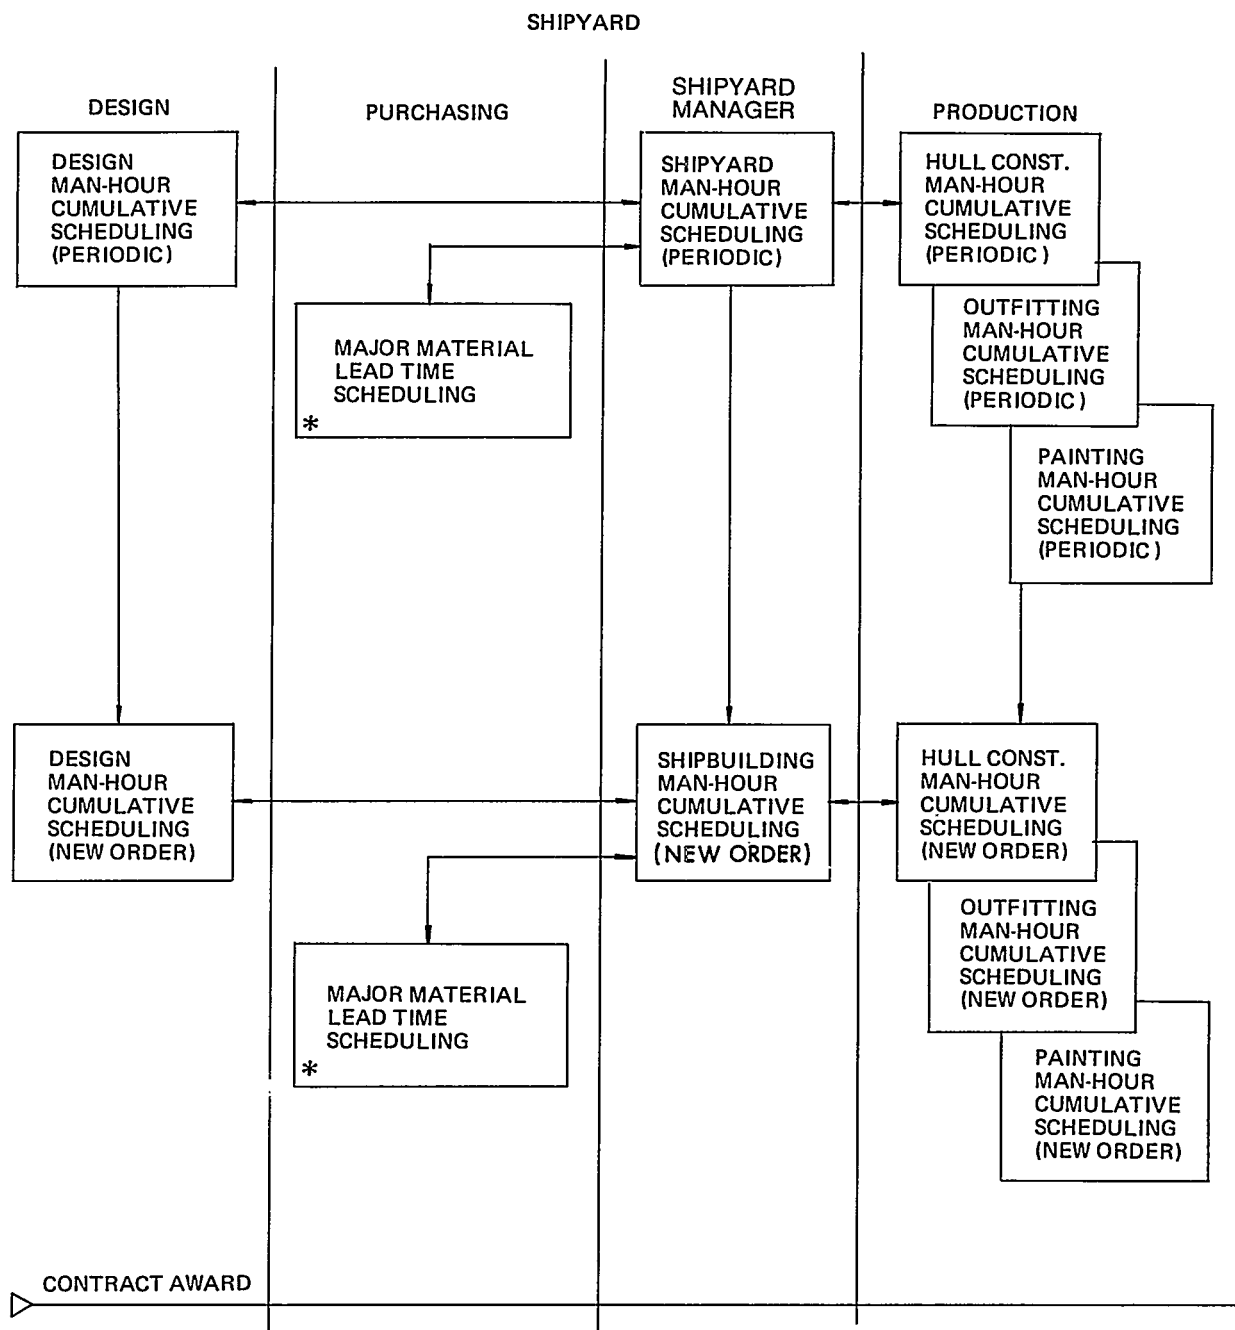 SHIPYARD
DESIGN
PURCHASING
SHIPYARD
MANAGER
PRODUCTION
DESIGN
MAN-HOUR
CUMULATIVE
SCHEDULING
(PERIODIC)
SHIPYARD
MAN-HOUR
CUMULATIVE
SCHEDULING
(PERIODIC)
HULL CONST.
MAN-HOUR
CUMULATIVE
SCHEDULING
(PERIODIC)
MAJOR MATERIAL
LEAD TIME
SCHEDULING
*
OUTFITTING
MAN-HOUR
CUMULATIVE
SCHEDULING
(PERIODIC)
PAINTING
MAN-HOUR
CUMULATIVE
SCHEDULING
(PERIODIC)
DESIGN
MAN-HOUR
CUMULATIVE
SCHEDULING
(NEW ORDER)
SHIPBUILDING
MAN-HOUR
CUMULATIVE
SCHEDULING
(NEW ORDER)
HULL CONST.
MAN-HOUR
CUMULATIVE
SCHEDULING
(NEW ORDER)
MAJOR MATERIAL
LEAD TIME
SCHEDULING
*
OUTFITTING
MAN-HOUR
CUMULATIVE
SCHEDULING
(NEW ORDER)
PAINTING
MAN-HOUR
CUMULATIVE
SCHEDULING
(NEW ORDER)
CONTRACT AWARD